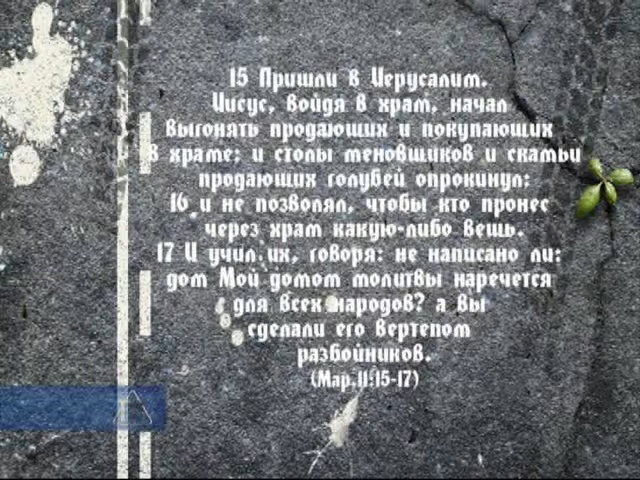 15 Пришли в Иерусалим.
Иисус, войдя в храм, начал
выгонять продающих и покупающих
в храме; и столы меновщиков и скамьи
продающих голубей опрокинул;
16 и не позволял, чтобы кто пронес
через храм какую-либо вещь.
17 И учил их, говоря: не написано ли:
дом Мой домом молитвы наречется
для всех народов? а вы
сделали его вертепом
разбойников.
(Мар.11:15-17)